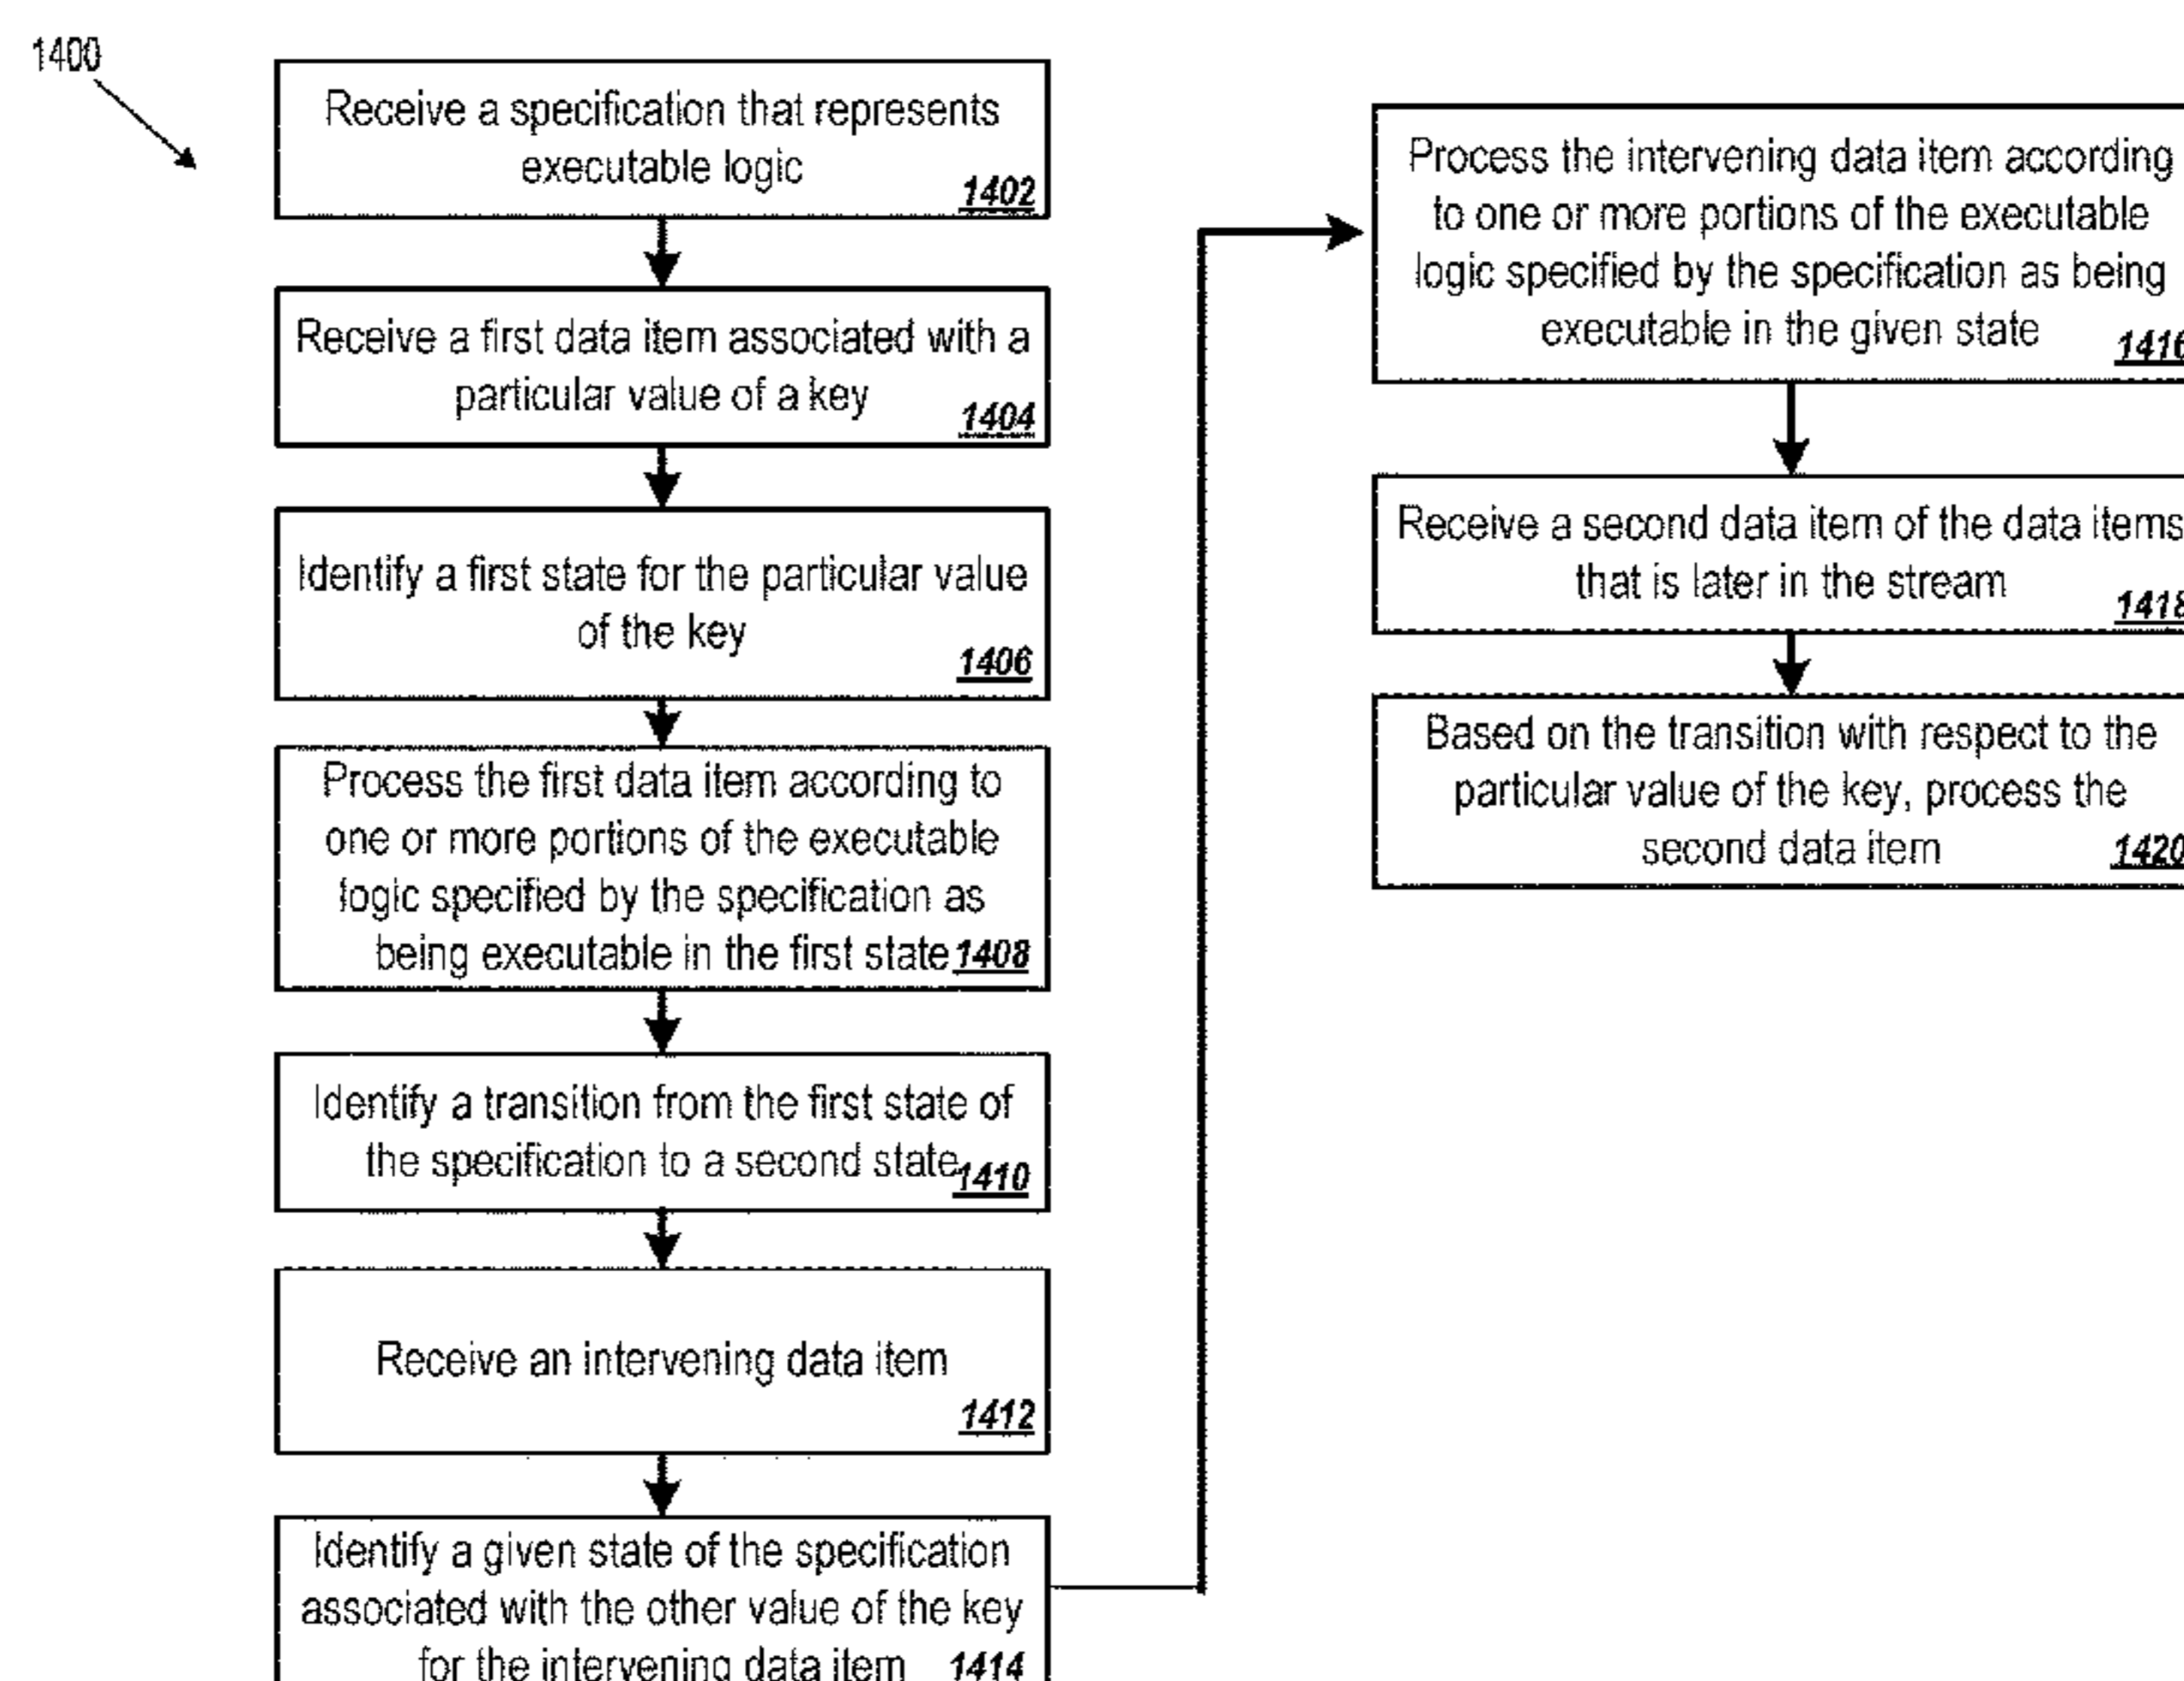 1400
Receive a specification that represents
executable logic
1402
Receive a first data item associated with a
particular value of a key
1404
Identify a first state for the particular value
of the key
1406
Process the first data item according to
one or more portions of the executable
logic specified by the specification as
being executable in the first state 1408
Identify a transition from the first state of
the specification to a second state 1410
Receive an intervening data item
1412
Identify a given state of the specification
associated with the other value of the key
for the intervening data item 1414
Process the intervening data item according
to one or more portions of the executable
logic specified by the specification as being
executable in the given state
1416
Receive a second data item of the data items
that is later in the stream
1418
Based on the transition with respect to the
particular value of the key, process the
second data item
1420